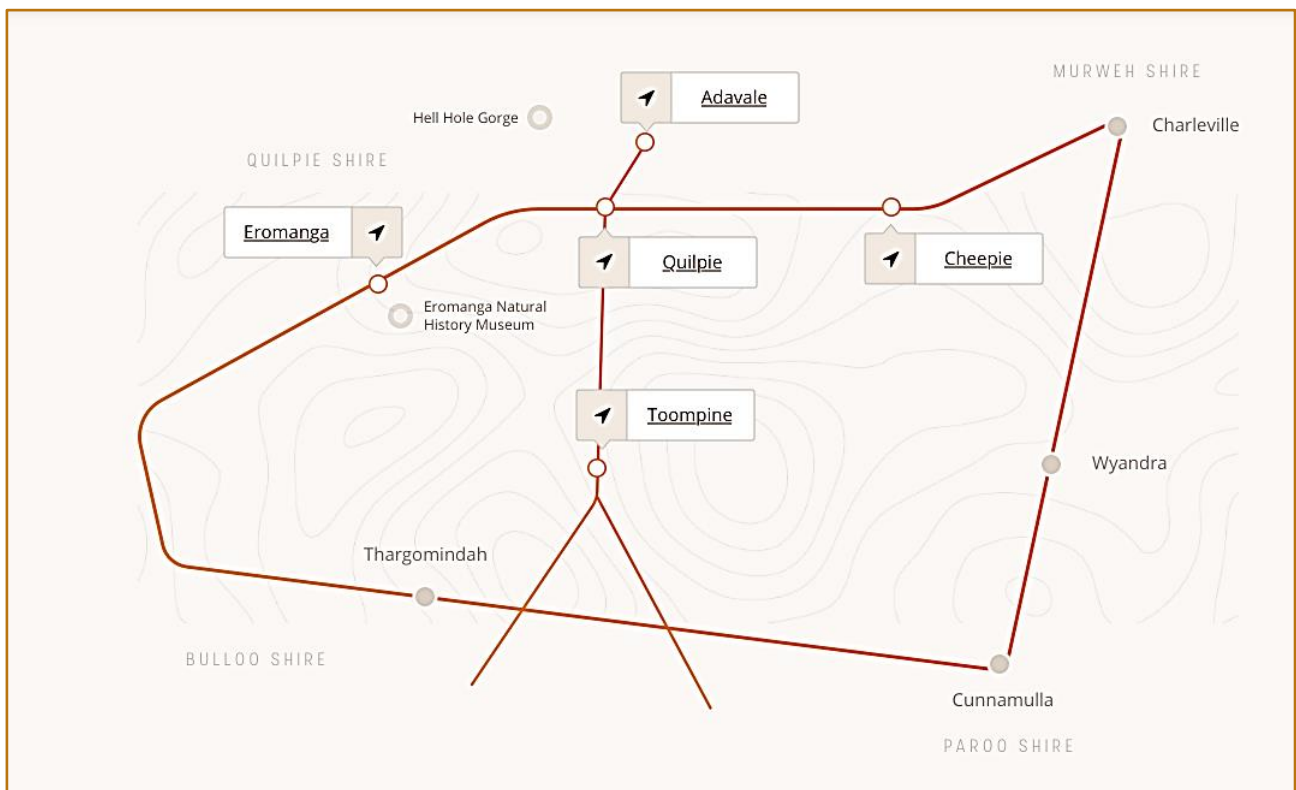 MURWEH SHIRE
Adavale
Hell Hole Gorge
Charleville
QUILPIE SHIRE
Eromanga
Quilpie
Cheepie
Eromanga Natural
History Museum
Toompine
Wyandra
Thargomindah
BULLOO SHIRE
Cunnamulla
PAROO SHIRE